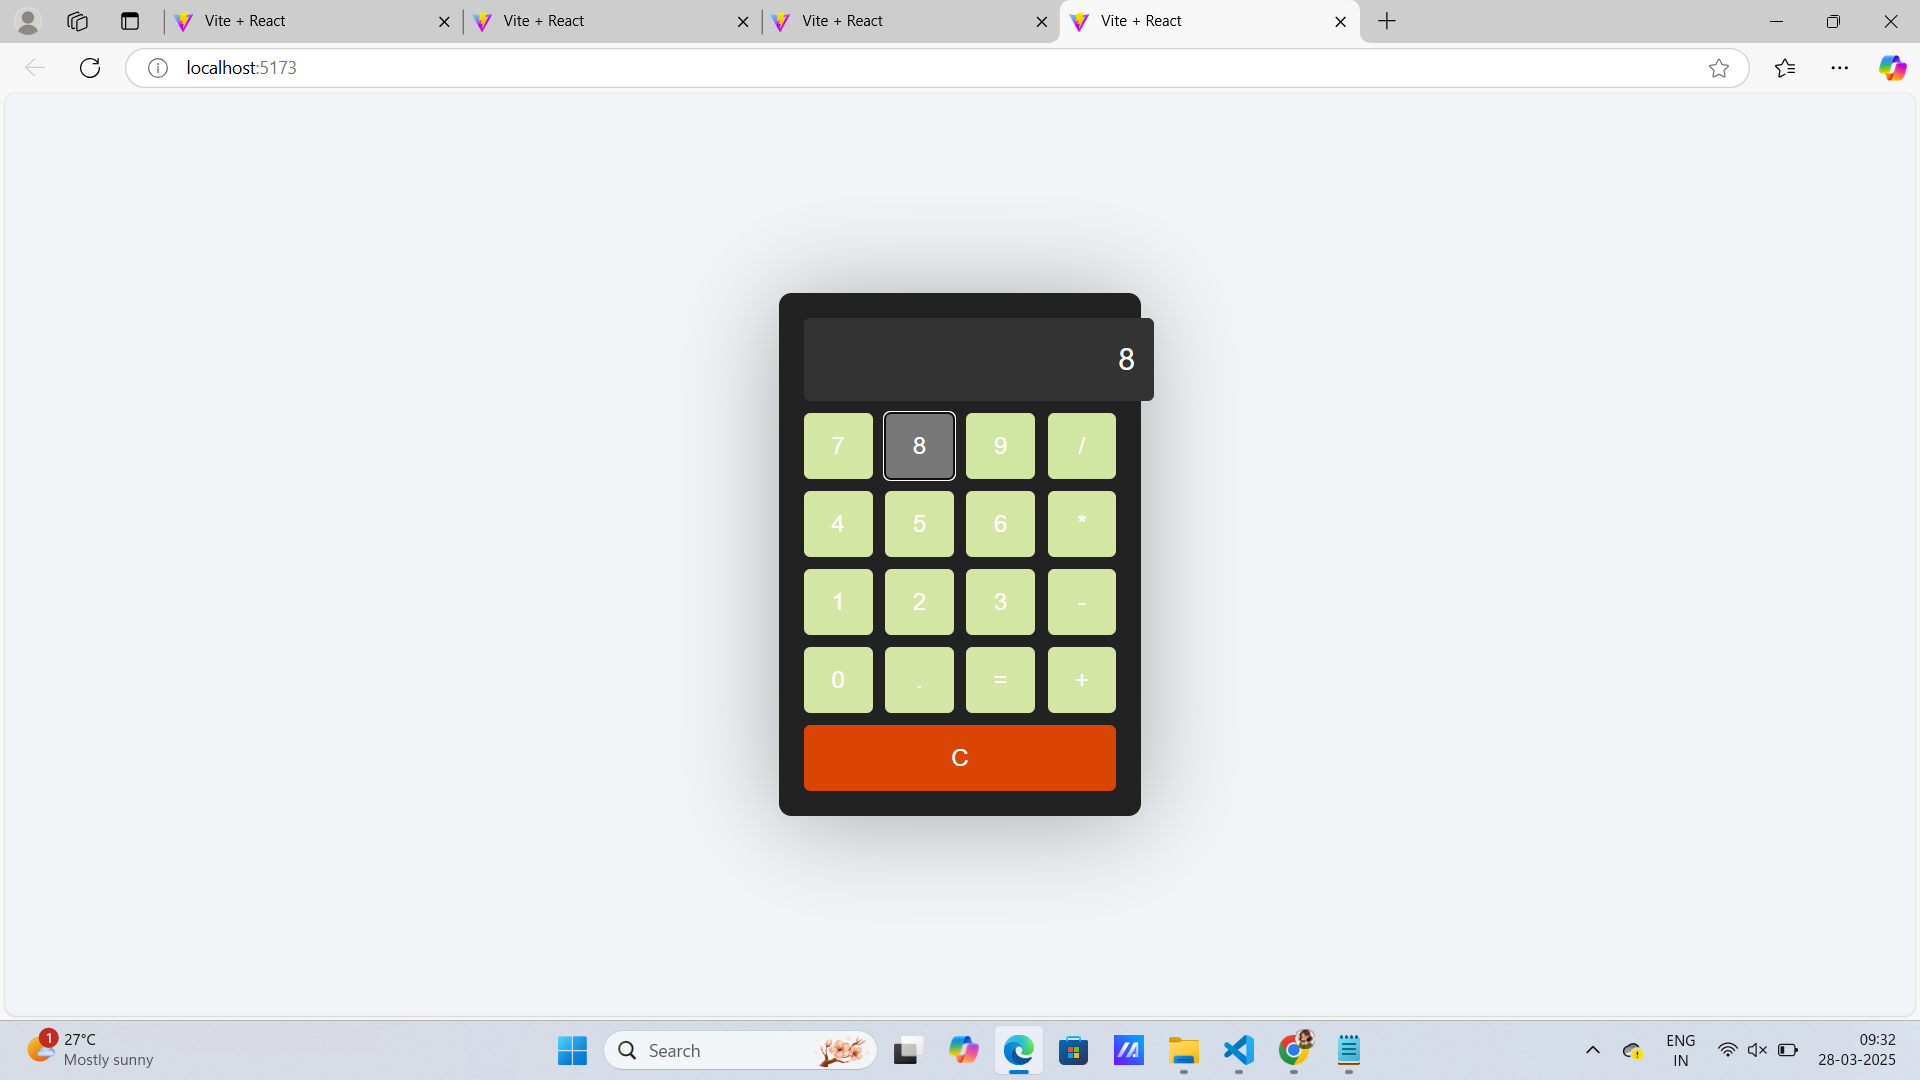 Vite + React
Vite + React
Vite + React
Vite + React
localhost:5173
8
7 8 9 /
4 5 6 *
1 2 3 -
0 . = +
C
1
27°C
Mostly sunny
Search
ENG
IN
09:32
28-03-2025